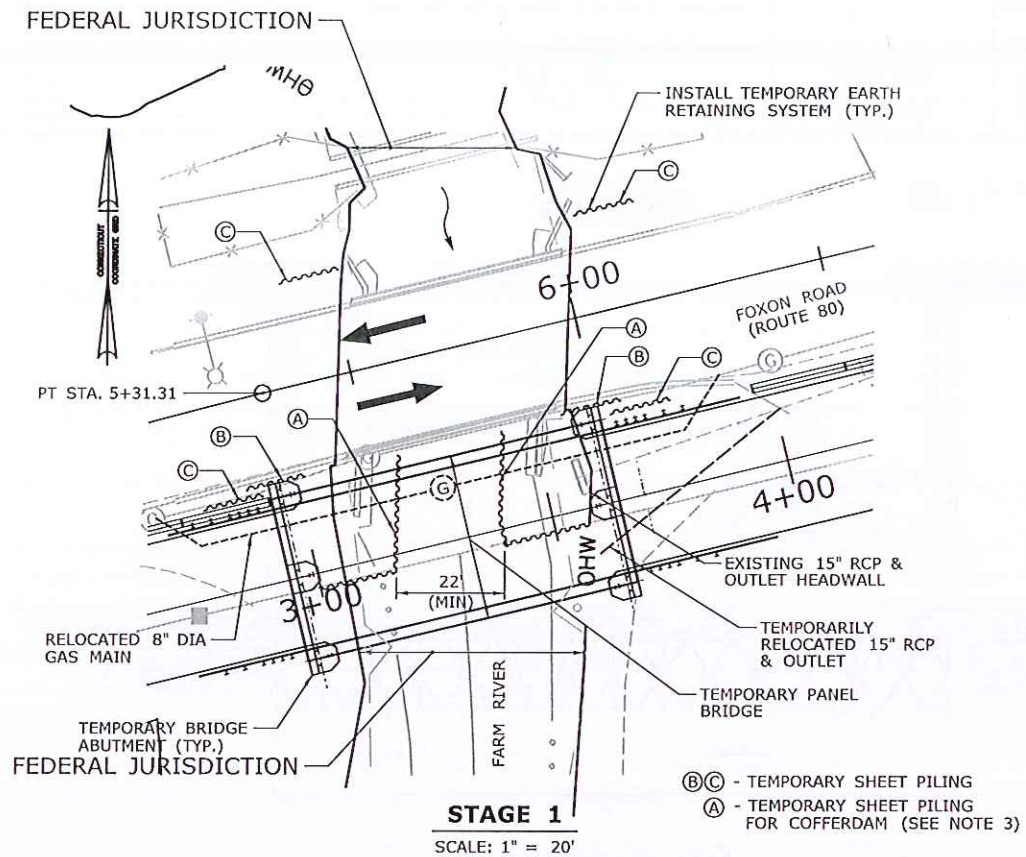 FEDERAL JURISDICTION
OHW
INSTALL TEMPORARY EARTH
RETAINING SYSTEM (TYP.)
C
C
CONNECTICUT
COORDINATE GRID
6+00
FOXON ROAD
(ROUTE 80)
A
B
C
G
PT STA. 5+31.31
A
B
C
G
G
4+00
3+00
22'
(MIN)
OHW
EXISTING 15" RCP &
OUTLET HEADWALL
RELOCATED 8" DIA
GAS MAIN
TEMPORARILY
RELOCATED 15" RCP
& OUTLET
TEMPORARY PANEL
BRIDGE
FARM RIVER
TEMPORARY BRIDGE
ABUTMENT (TYP.)
FEDERAL JURISDICTION
B C - TEMPORARY SHEET PILING
A - TEMPORARY SHEET PILING
FOR COFFERDAM (SEE NOTE 3)
STAGE 1
SCALE: 1" = 20'